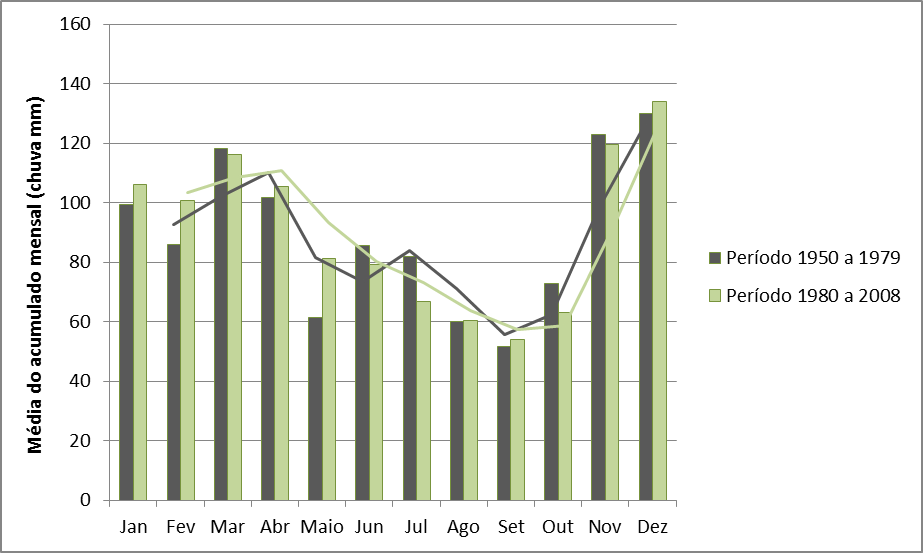 Média do acumulado mensal (chuva mm)
160
140
120
100
80
60
40
20
0
Jan Fev Mar Abr Maio Jun Jul Ago Set Out Nov Dez
Período 1950 a 1979
Período 1980 a 2008